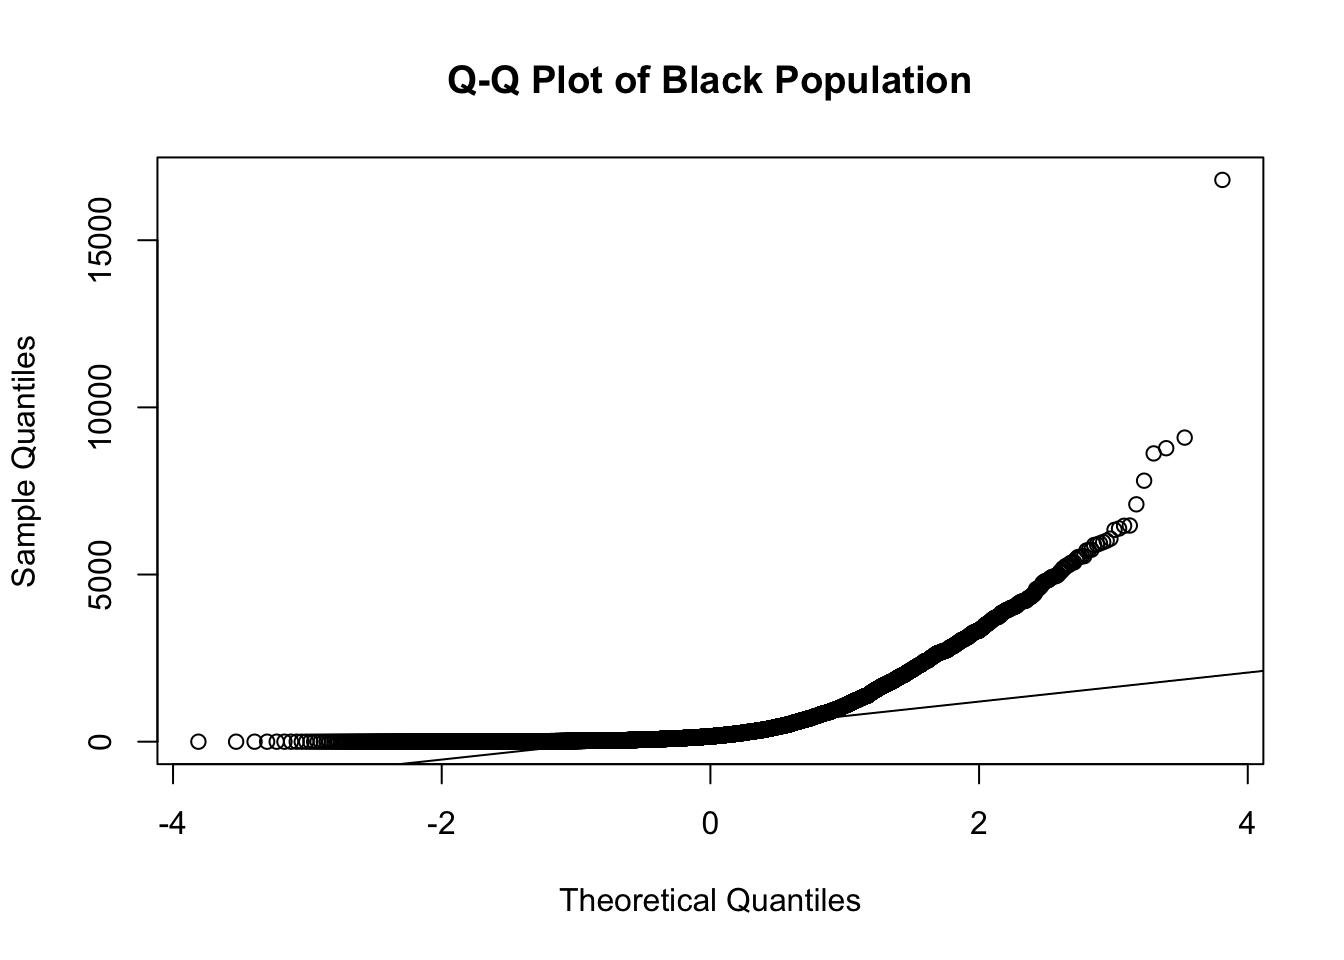 Q-Q Plot of Black Population
Sample Quantiles
15000
10000
5000
0
-4 -2 0 2 4
Theoretical Quantiles